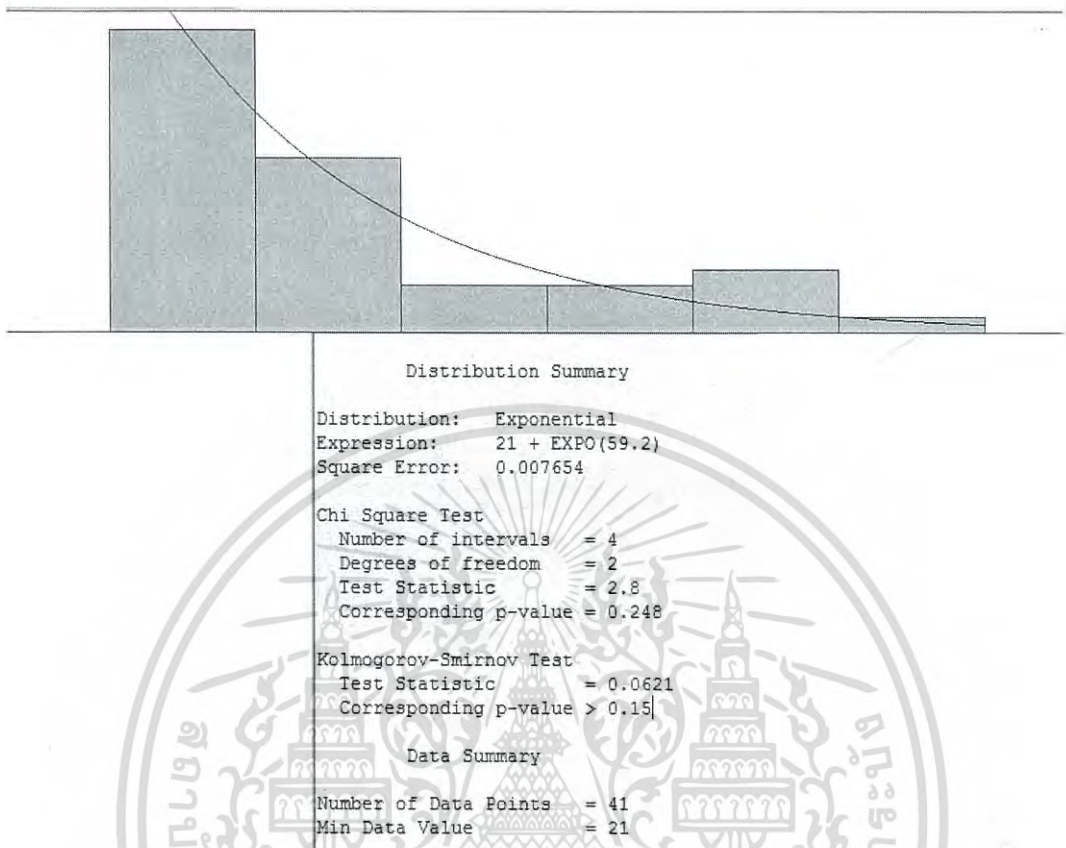 Distribution Summary
Distribution: Exponential
Expression: 21 + EXPO(59.2)
Square Error: 0.007654
Chi Square Test
Number of intervals = 4
Degrees of freedom = 2
Test Statistic = 2.8
Corresponding p-value = 0.248
Kolmogorov-Smirnov Test
Test Statistic = 0.0621
Corresponding p-value > 0.15
Data Summary
Number of Data Points = 41
Min Data Value = 21